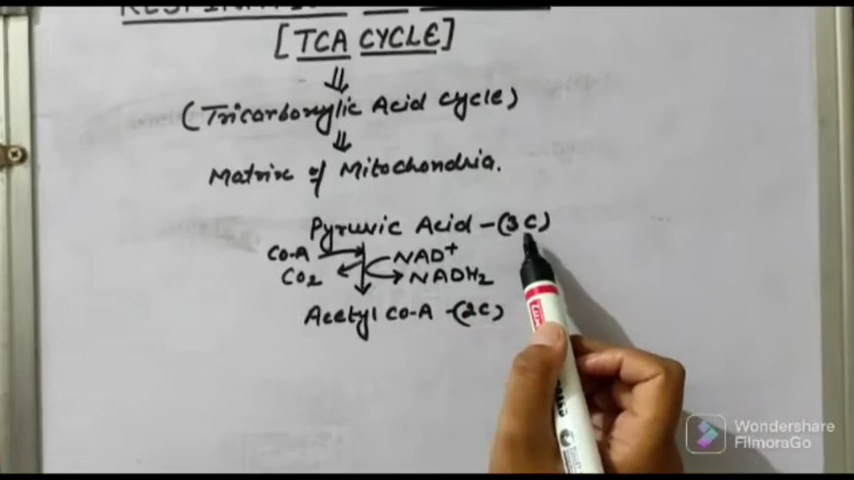 [TCA CYCLE]
(Tricarboxylic Acid cycle)
Matrix of Mitochondria.
Pyruvic Acid - (3C)
CO-A NAD+
CO2 NADH2
Acetyl CO-A - (2C)
Wondershare
FilmoraGo